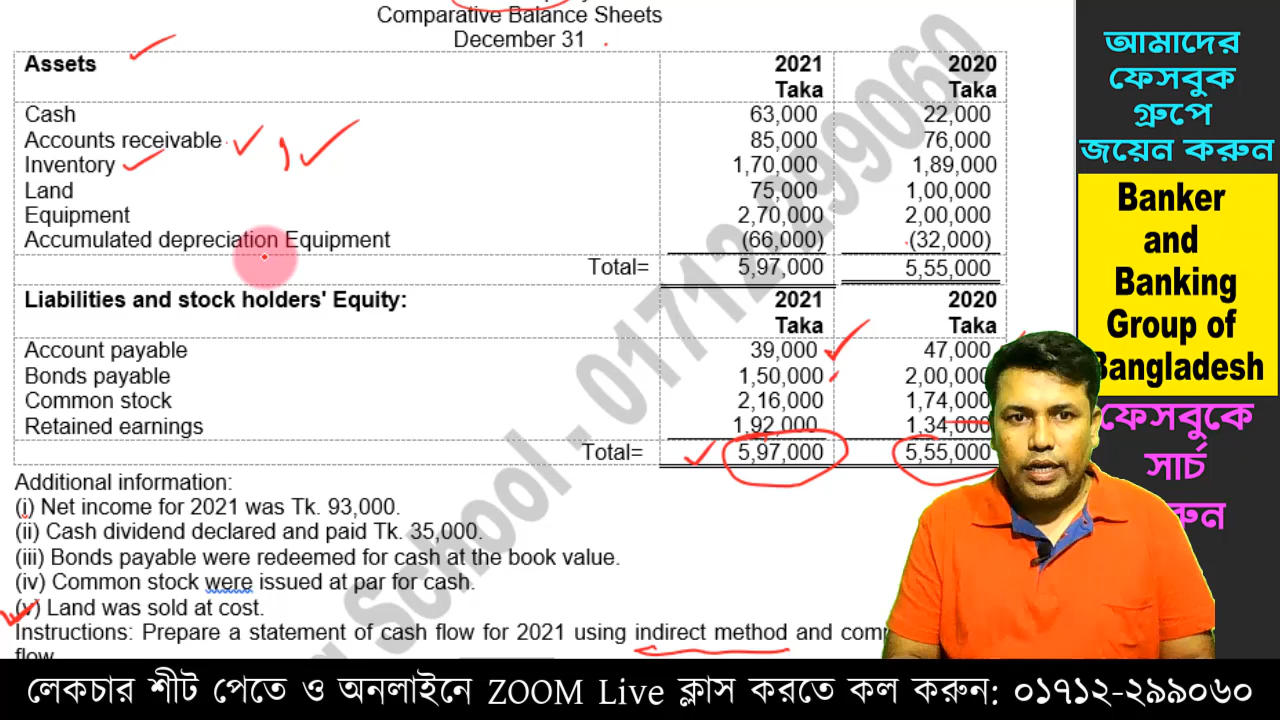 Comparative Balance Sheets
December 31
Assets 2021 Taka 2020 Taka
Cash 63,000 22,000
Accounts receivable 85,000 76,000
Inventory 1,70,000 1,89,000
Land 75,000 1,00,000
Equipment 2,70,000 2,00,000
Accumulated depreciation Equipment (66,000) (32,000)
Total= 5,97,000 5,55,000
Liabilities and stock holders' Equity: 2021 Taka 2020 Taka
Account payable 39,000 47,000
Bonds payable 1,50,000 2,00,000
Common stock 2,16,000 1,74,000
Retained earnings 1,92,000 1,34,000
Total= 5,97,000 5,55,000
Additional information:
(i) Net income for 2021 was Tk. 93,000.
(ii) Cash dividend declared and paid Tk. 35,000.
(iii) Bonds payable were redeemed for cash at the book value.
(iv) Common stock were issued at par for cash.
(v) Land was sold at cost.
Instructions: Prepare a statement of cash flow for 2021 using indirect method and
flow.
School - 01712-299060
আমাদের
ফেসবুক
গ্রুপে
জয়েন করুন
Banker
and
Banking
Group of
Bangladesh
ফেসবুকে
সার্চ
লেকচার শীট পেতে ও অনলাইনে ZOOM Live ক্লাস করতে কল করুন: ০১৭১২-২৯৯০৬০